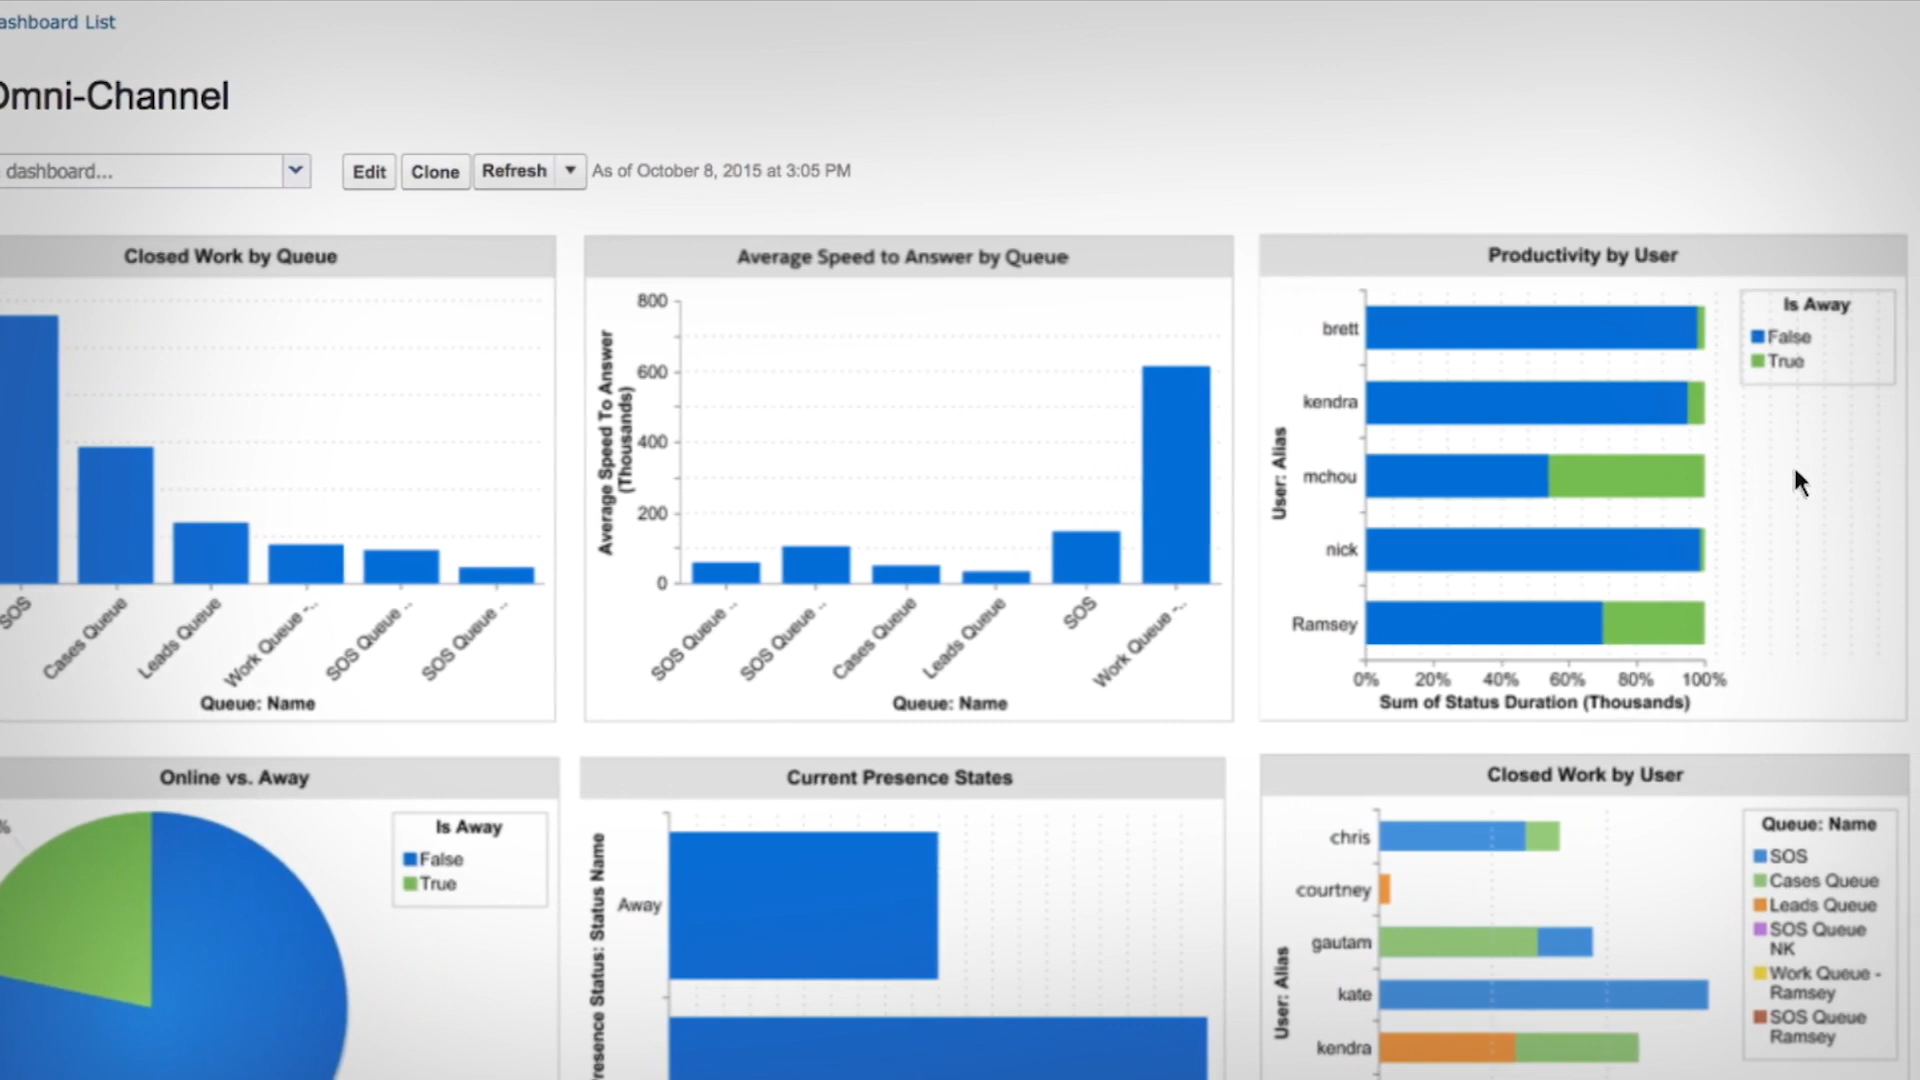 ashboard List
Omni-Channel
dashboard...
Edit
Clone
Refresh
As of October 8, 2015 at 3:05 PM
Closed Work by Queue
SOS
Cases Queue
Leads Queue
Work Queue -..
SOS Queue ..
SOS Queue ..
Queue: Name
Average Speed to Answer by Queue
Average Speed To Answer
(Thousands)
800
600
400
200
0
SOS Queue ..
SOS Queue ..
Cases Queue
Leads Queue
SOS
Work Queue -..
Queue: Name
Productivity by User
User: Alias
brett
kendra
mchou
nick
Ramsey
0% 20% 40% 60% 80% 100%
Sum of Status Duration (Thousands)
Is Away
False
True
Online vs. Away
%
Is Away
False
True
Current Presence States
resence Status: Status Name
Away
Closed Work by User
User: Alias
chris
courtney
gautam
kate
kendra
Queue: Name
SOS
Cases Queue
Leads Queue
SOS Queue
NK
Work Queue -
Ramsey
SOS Queue
Ramsey